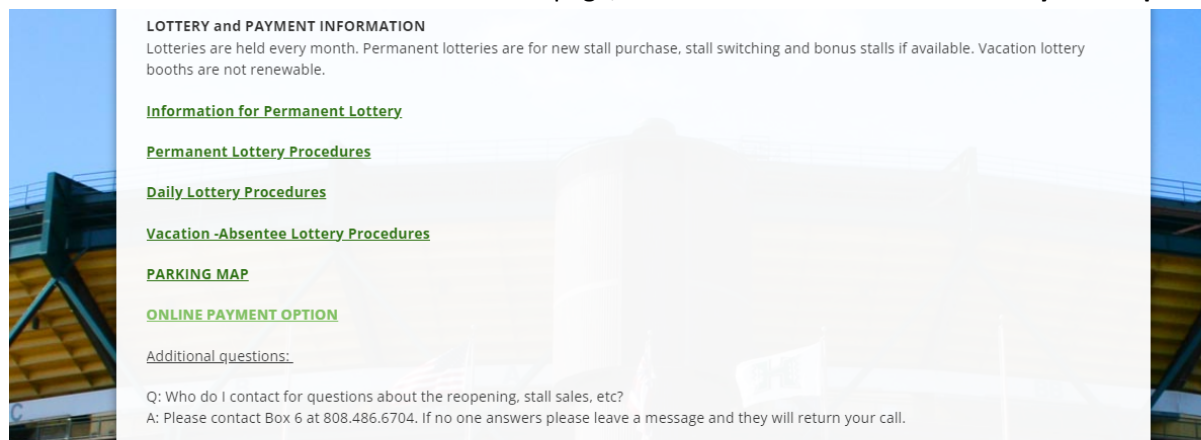 LOTTERY and PAYMENT INFORMATION
Lotteries are held every month. Permanent lotteries are for new stall purchase, stall switching and bonus stalls if available. Vacation lottery
booths are not renewable.
Information for Permanent Lottery
Permanent Lottery Procedures
Daily Lottery Procedures
Vacation -Absentee Lottery Procedures
PARKING MAP
ONLINE PAYMENT OPTION
Additional questions:
Q: Who do I contact for questions about the reopening, stall sales, etc?
A: Please contact Box 6 at 808.486.6704. If no one answers please leave a message and they will return your call.
C